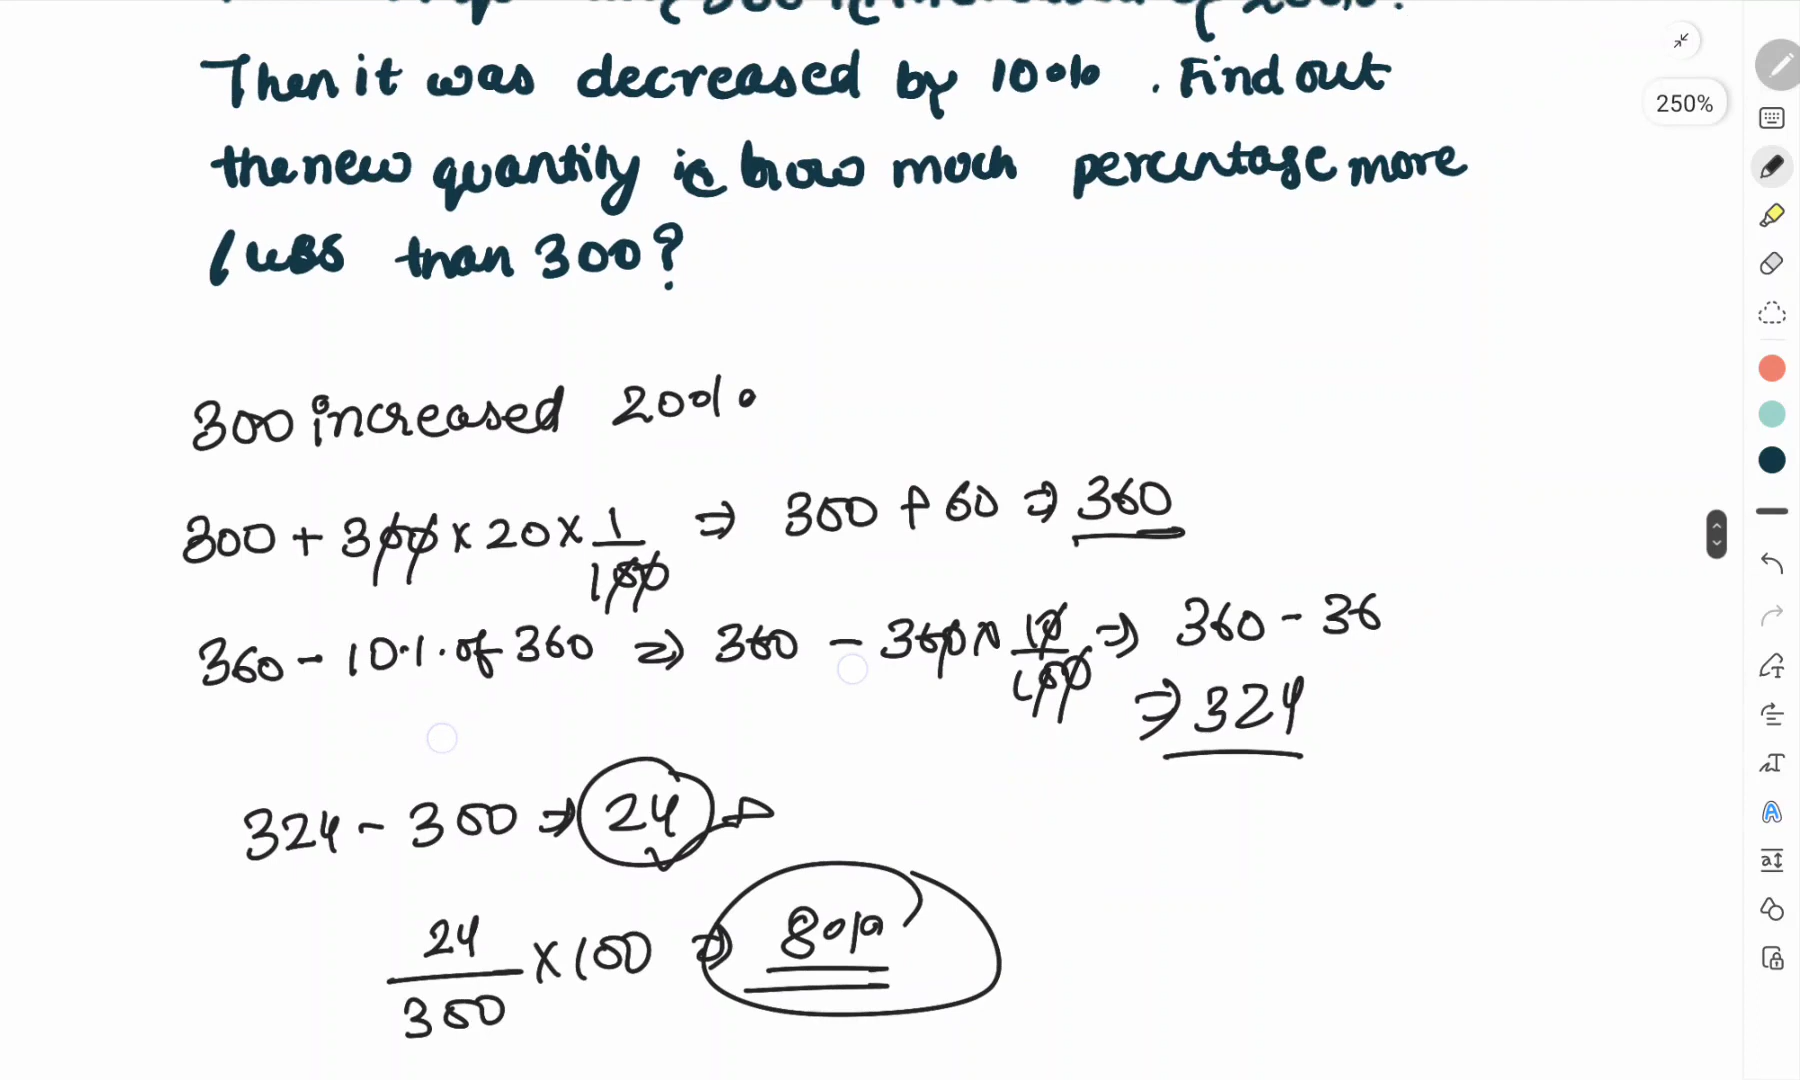 Then it was decreased by 10%. Find out
250%
the new quantity is how much percentage more
/ less than 300?
300 increased 20%
300 + 300 × 20 × 1/100 ⇒ 300 + 60 ⇒ 360
360 - 10% of 360 ⇒ 360 - 360 × 10/100 ⇒ 360 - 36
⇒ 324
324 - 300 ⇒ 24
24/300 × 100 ⇒ 8%